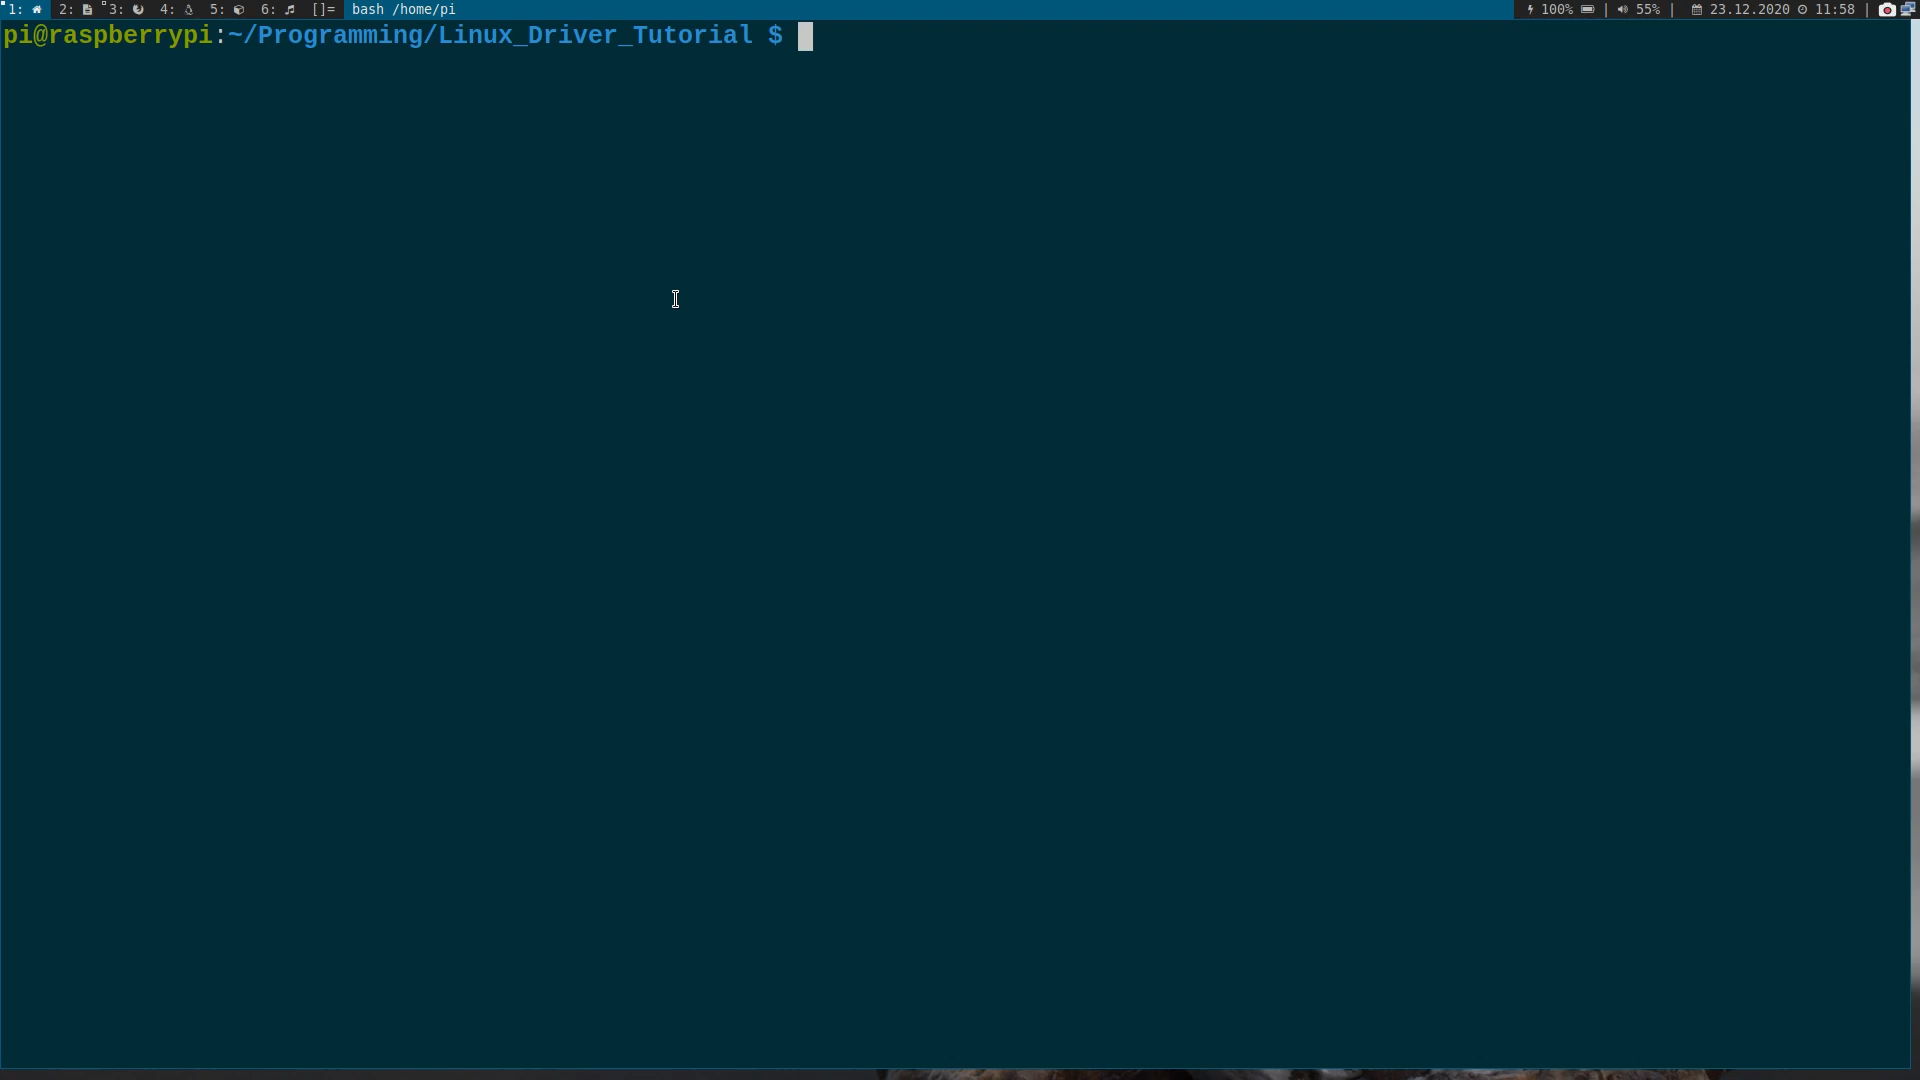 1: 2: 3: 4: 5: 6: []= bash /home/pi 100% | 55% | 23.12.2020 11:58 |
pi@raspberrypi:~/Programming/Linux_Driver_Tutorial $